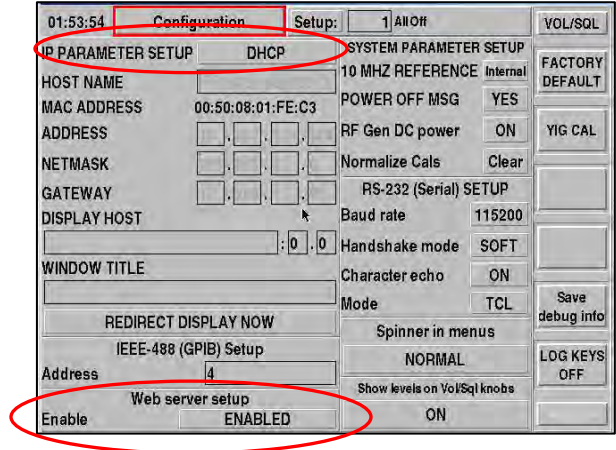 01:53:54 Configuration Setup: 1 All Off VOL/SQL
IP PARAMETER SETUP DHCP
HOST NAME
MAC ADDRESS 00:50:08:01:FE:C3
ADDRESS . . .
NETMASK . . .
GATEWAY . . .
DISPLAY HOST
: 0 . 0
WINDOW TITLE
REDIRECT DISPLAY NOW
IEEE-488 (GPIB) Setup
Address 4
Web server setup
Enable ENABLED
SYSTEM PARAMETER SETUP
10 MHZ REFERENCE Internal
POWER OFF MSG YES
RF Gen DC power ON
Normalize Cals Clear
RS-232 (Serial) SETUP
Baud rate 115200
Handshake mode SOFT
Character echo ON
Mode TCL
Spinner in menus
NORMAL
Show levels on Vol/Sql knobs
ON
FACTORY
DEFAULT
YIG CAL
Save
debug info
LOG KEYS
OFF